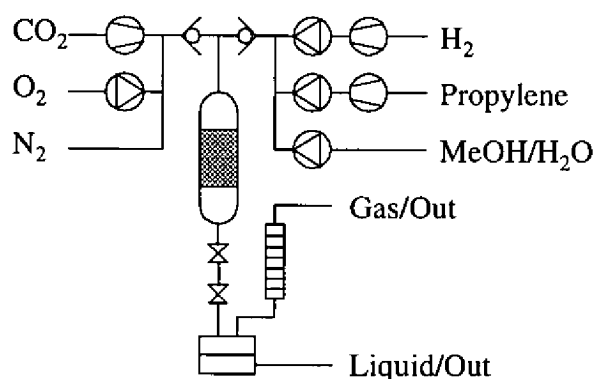 CO₂
H₂
O₂
Propylene
N₂
MeOH/H₂O
Gas/Out
Liquid/Out